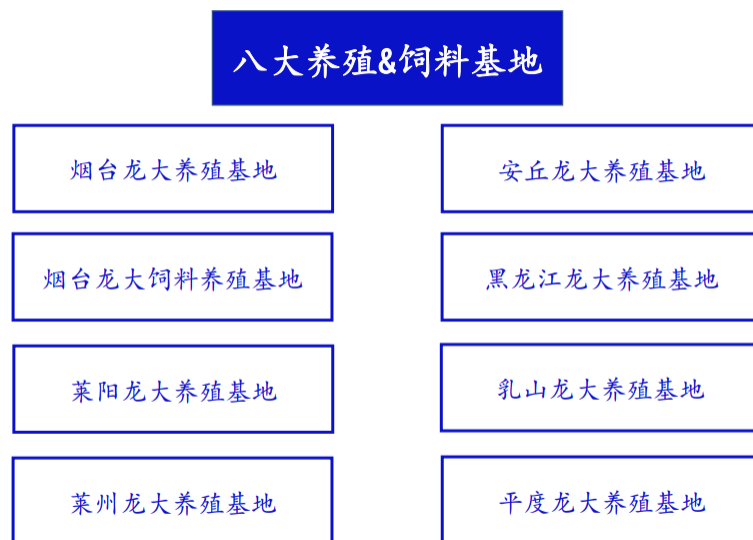 八大养殖&饲料基地
烟台龙大养殖基地
安丘龙大养殖基地
烟台龙大饲料养殖基地
黑龙江龙大养殖基地
莱阳龙大养殖基地
乳山龙大养殖基地
莱州龙大养殖基地
平度龙大养殖基地